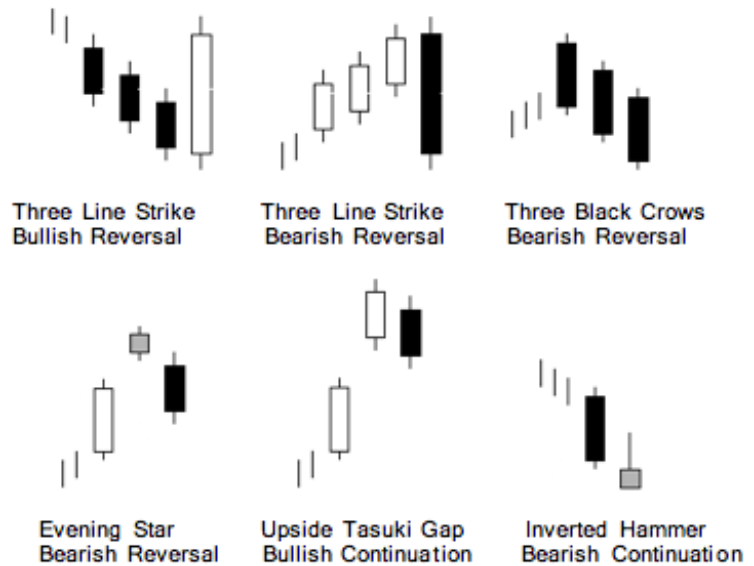 Three Line Strike
Bullish Reversal
Three Line Strike
Bearish Reversal
Three Black Crows
Bearish Reversal
Evening Star
Bearish Reversal
Upside Tasuki Gap
Bullish Continuation
Inverted Hammer
Bearish Continuation